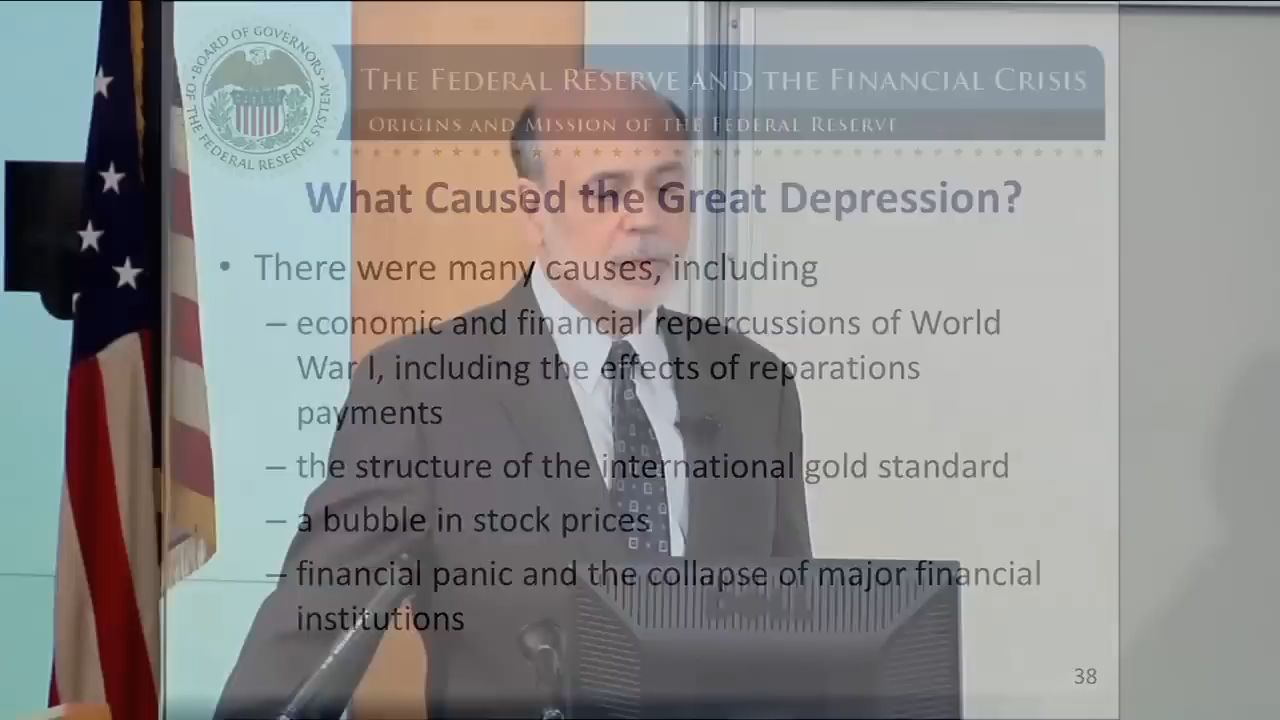 BOARD OF GOVERNORS
OF THE FEDERAL RESERVE SYSTEM
THE FEDERAL RESERVE AND THE FINANCIAL CRISIS
ORIGINS AND MISSION OF THE FEDERAL RESERVE
What Caused the Great Depression?
• There were many causes, including
– economic and financial repercussions of World
War I, including the effects of reparations
payments
– the structure of the international gold standard
– a bubble in stock prices
– financial panic and the collapse of major financial
institutions
38